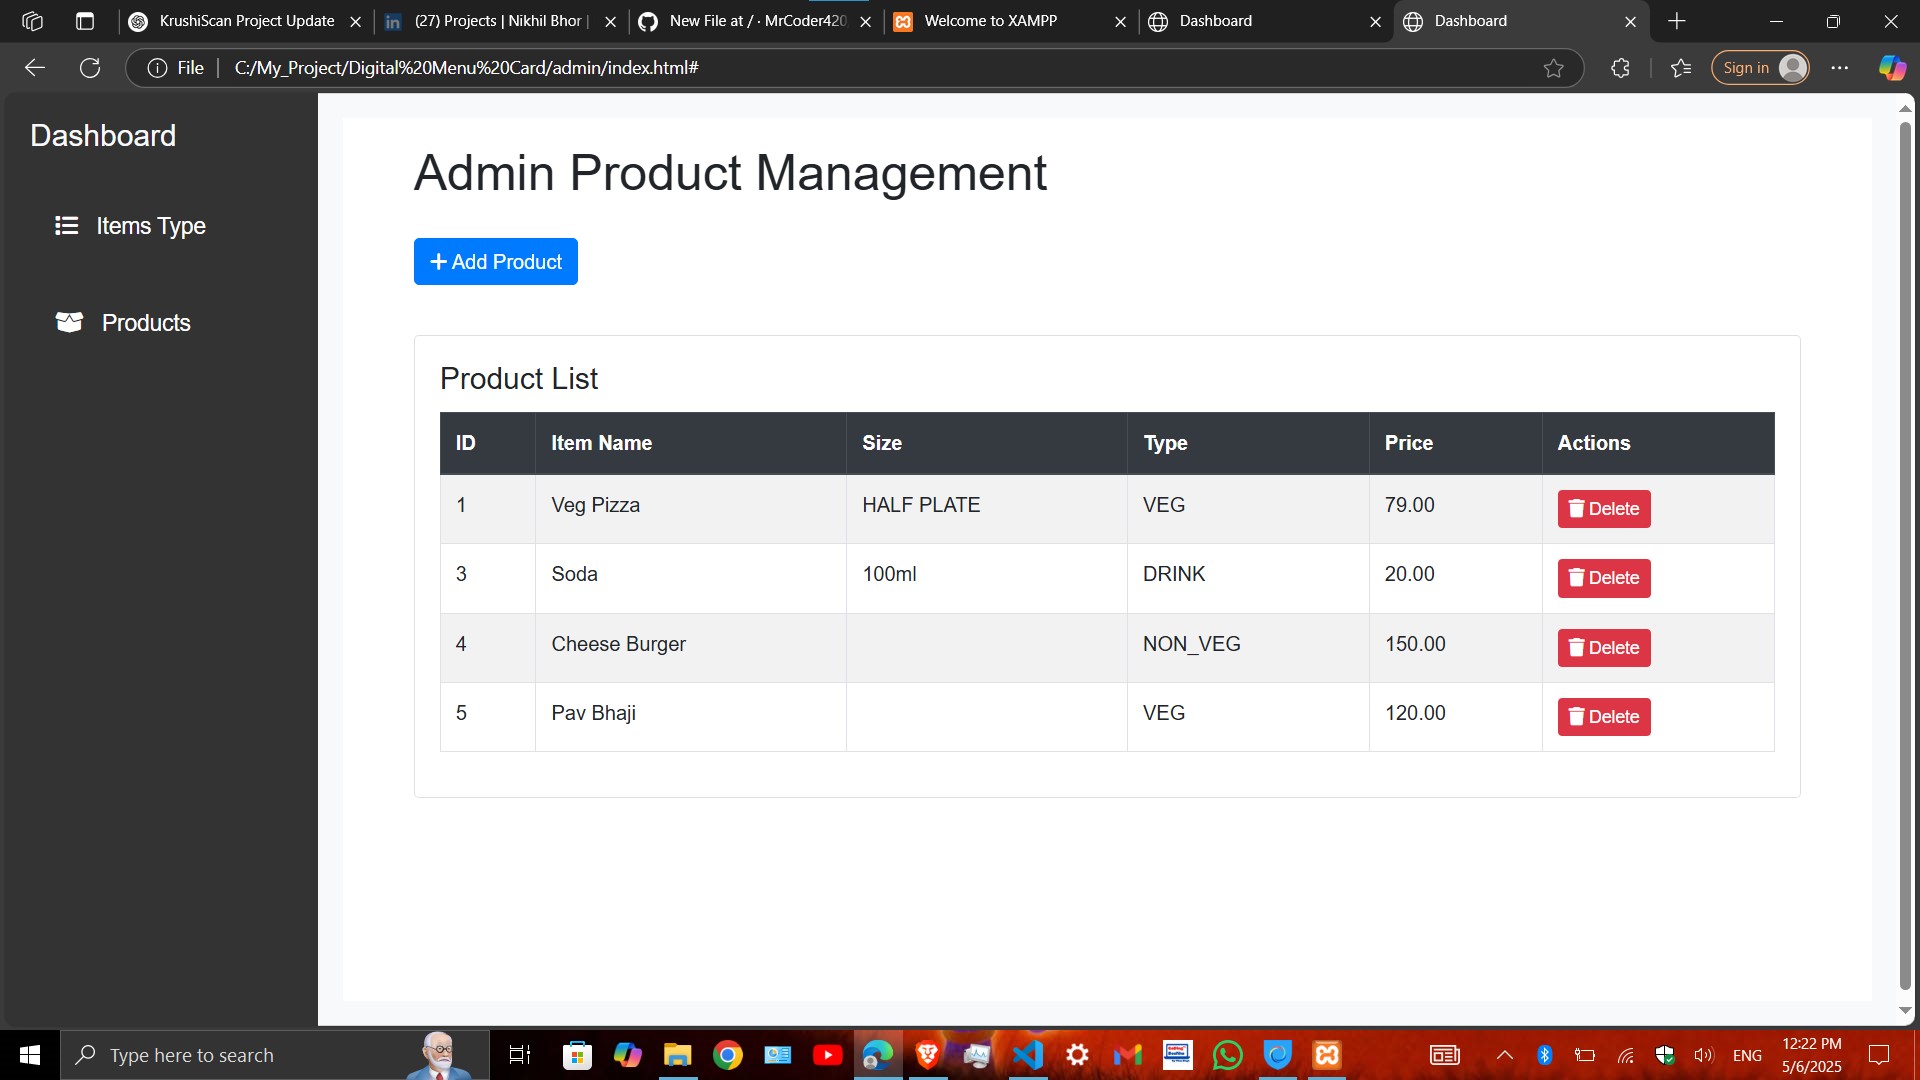 KrushiScan Project Update
(27) Projects | Nikhil Bhor |
New File at / · MrCoder420
Welcome to XAMPP
Dashboard
Dashboard
File
C:/My_Project/Digital%20Menu%20Card/admin/index.html#
Sign in
Dashboard
Items Type
Products
Admin Product Management
+ Add Product
Product List
ID Item Name Size Type Price Actions
1 Veg Pizza HALF PLATE VEG 79.00 Delete
3 Soda 100ml DRINK 20.00 Delete
4 Cheese Burger NON_VEG 150.00 Delete
5 Pav Bhaji VEG 120.00 Delete
Type here to search
ENG
12:22 PM
5/6/2025